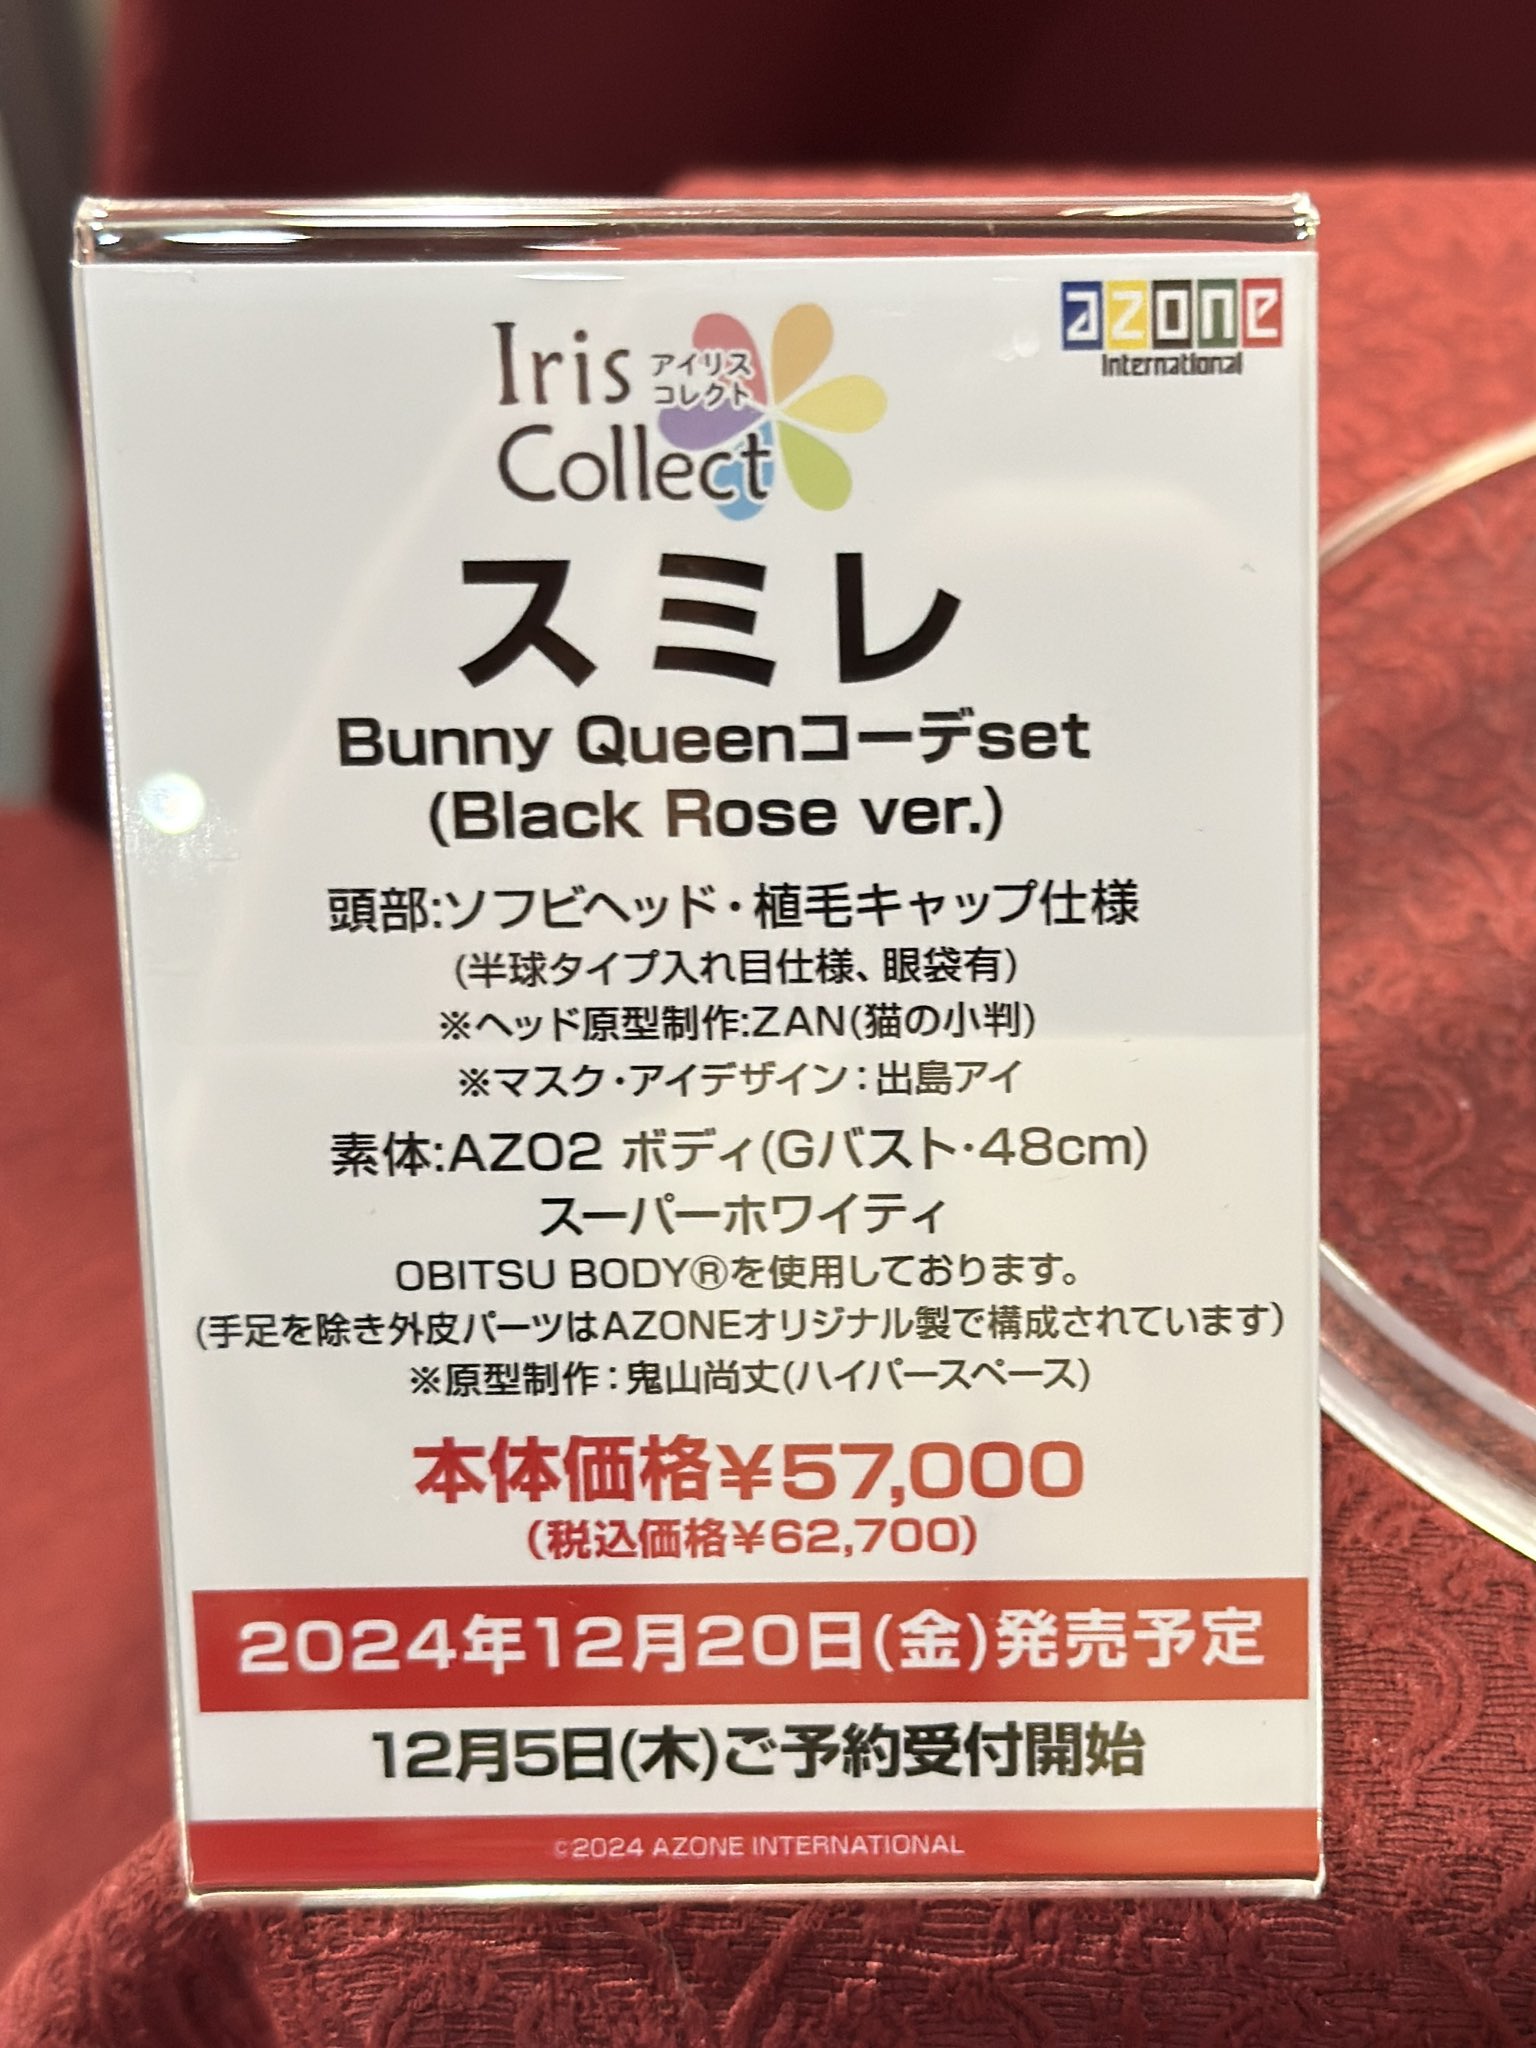 azone
International
Iris アイリス
コレクト
Collect
スミレ
Bunny Queenコーデset
(Black Rose ver.)
頭部:ソフビヘッド・植毛キャップ仕様
(半球タイプ入れ目仕様、眼袋有)
※ヘッド原型制作:ZAN(猫の小判)
※マスク・アイデザイン：出島アイ
素体:AZO2 ボディ(Gバスト・48cm)
スーパーホワイティ
OBITSU BODY®を使用しております。
(手足を除き外皮パーツはAZONEオリジナル製で構成されています)
※原型制作：鬼山尚丈(ハイパースペース)
本体価格¥57,000
(税込価格¥62,700)
2024年12月20日(金)発売予定
12月5日(木)ご予約受付開始
©2024 AZONE INTERNATIONAL